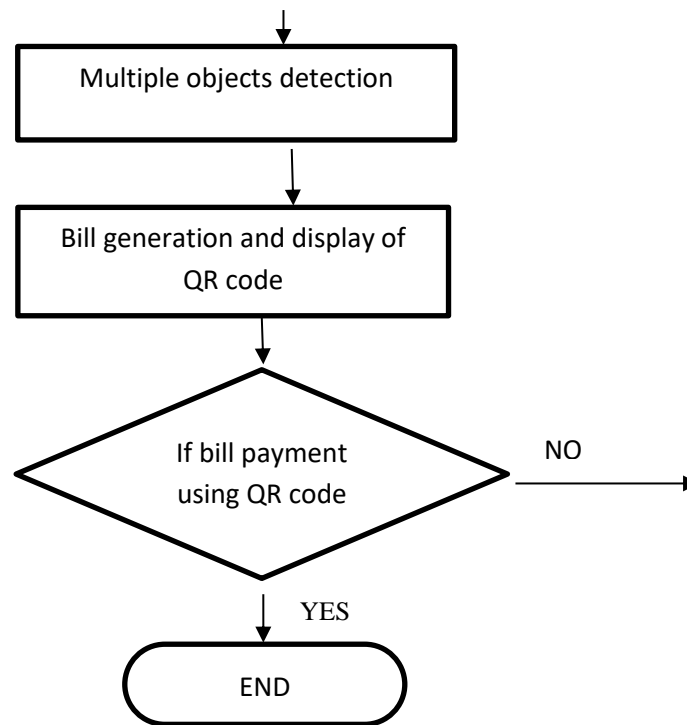 Multiple objects detection
Bill generation and display of
QR code
If bill payment
using QR code
NO
YES
END